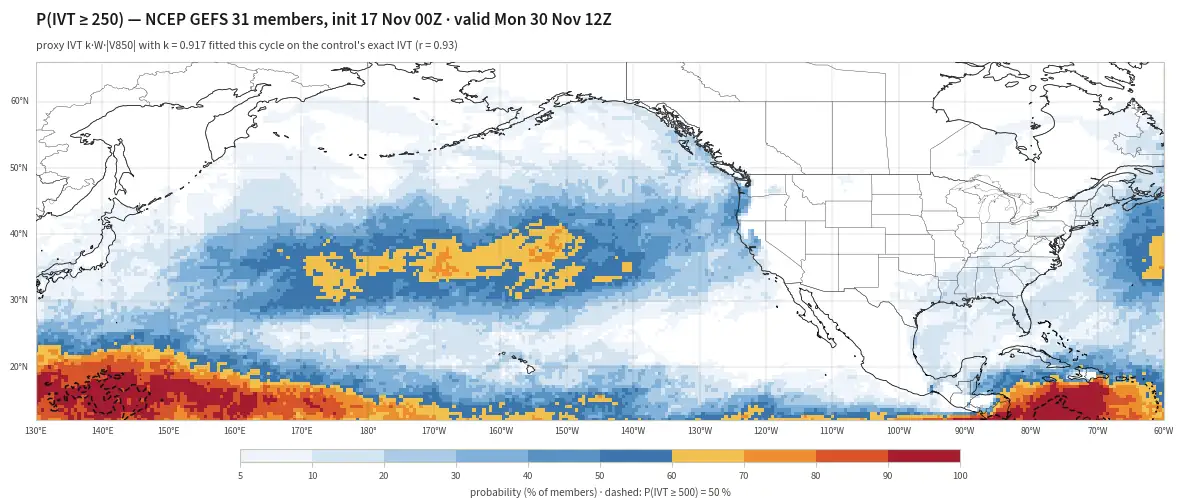 P(IVT ≥ 250) — NCEP GEFS 31 members, init 17 Nov 00Z · valid Mon 30 Nov 12Z
proxy IVT k·W·|V850| with k = 0.917 fitted this cycle on the control's exact IVT (r = 0.93)
60°N
50°N
40°N
30°N
20°N
130°E 140°E 150°E 160°E 170°E 180° 170°W 160°W 150°W 140°W 130°W 120°W 110°W 100°W 90°W 80°W 70°W 60°W
5 10 20 30 40 50 60 70 80 90 100
probability (% of members) · dashed: P(IVT ≥ 500) = 50 %